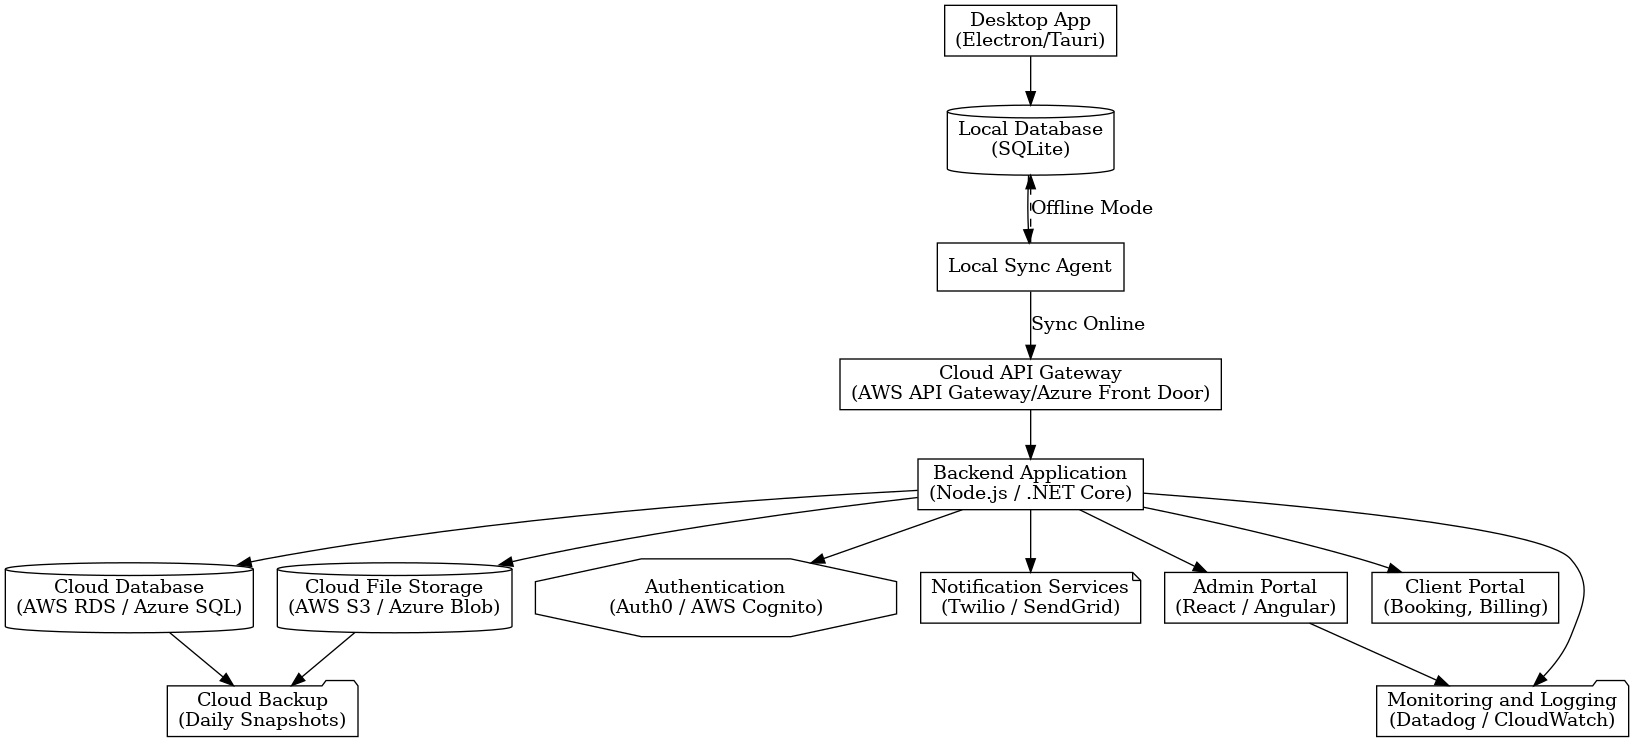 Desktop App
(Electron/Tauri)
Local Database
(SQLite)
Offline Mode
Local Sync Agent
Sync Online
Cloud API Gateway
(AWS API Gateway/Azure Front Door)
Backend Application
(Node.js / .NET Core)
Cloud Database
(AWS RDS / Azure SQL)
Cloud File Storage
(AWS S3 / Azure Blob)
Authentication
(Auth0 / AWS Cognito)
Notification Services
(Twilio / SendGrid)
Admin Portal
(React / Angular)
Client Portal
(Booking, Billing)
Cloud Backup
(Daily Snapshots)
Monitoring and Logging
(Datadog / CloudWatch)